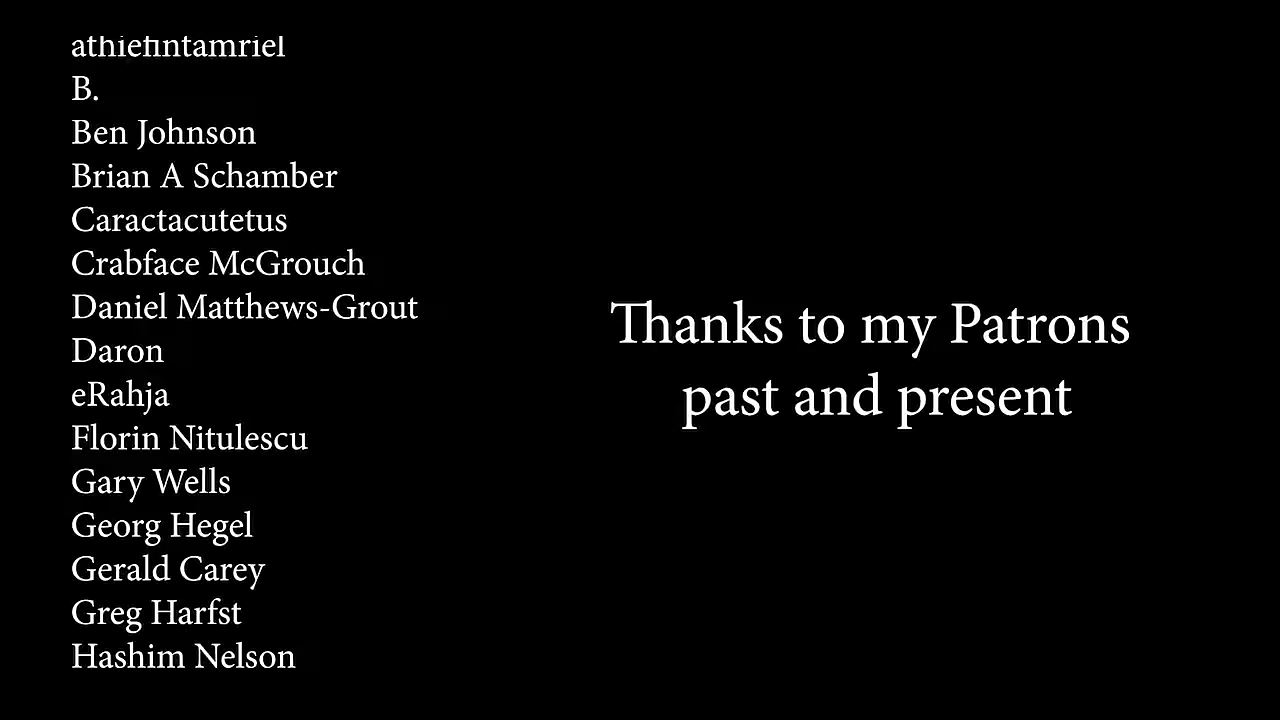 athiefintamriel
B.
Ben Johnson
Brian A Schamber
Caractacutetus
Crabface McGrouch
Daniel Matthews-Grout
Daron
eRahja
Florin Nitulescu
Gary Wells
Georg Hegel
Gerald Carey
Greg Harfst
Hashim Nelson
Thanks to my Patrons
past and present